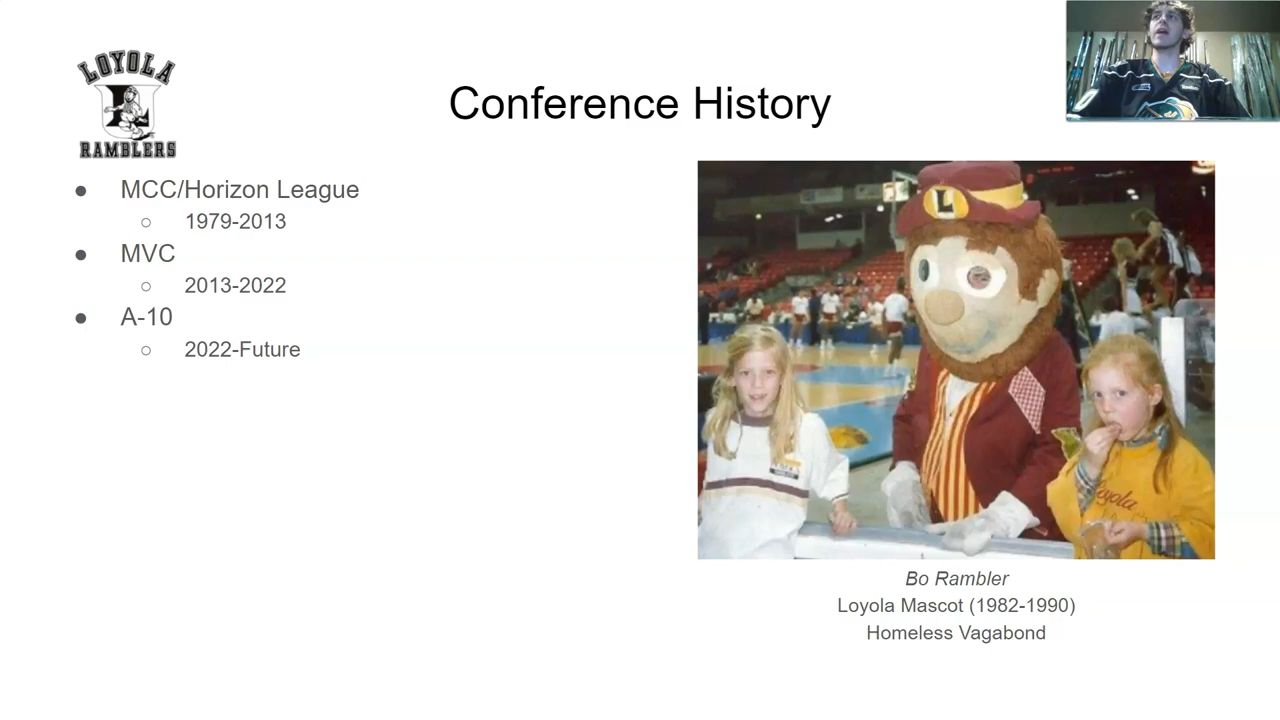 LOYOLA
L
RAMBLERS
Conference History
MCC/Horizon League
1979-2013
MVC
2013-2022
A-10
2022-Future
L
Loyola
Bo Rambler
Loyola Mascot (1982-1990)
Homeless Vagabond